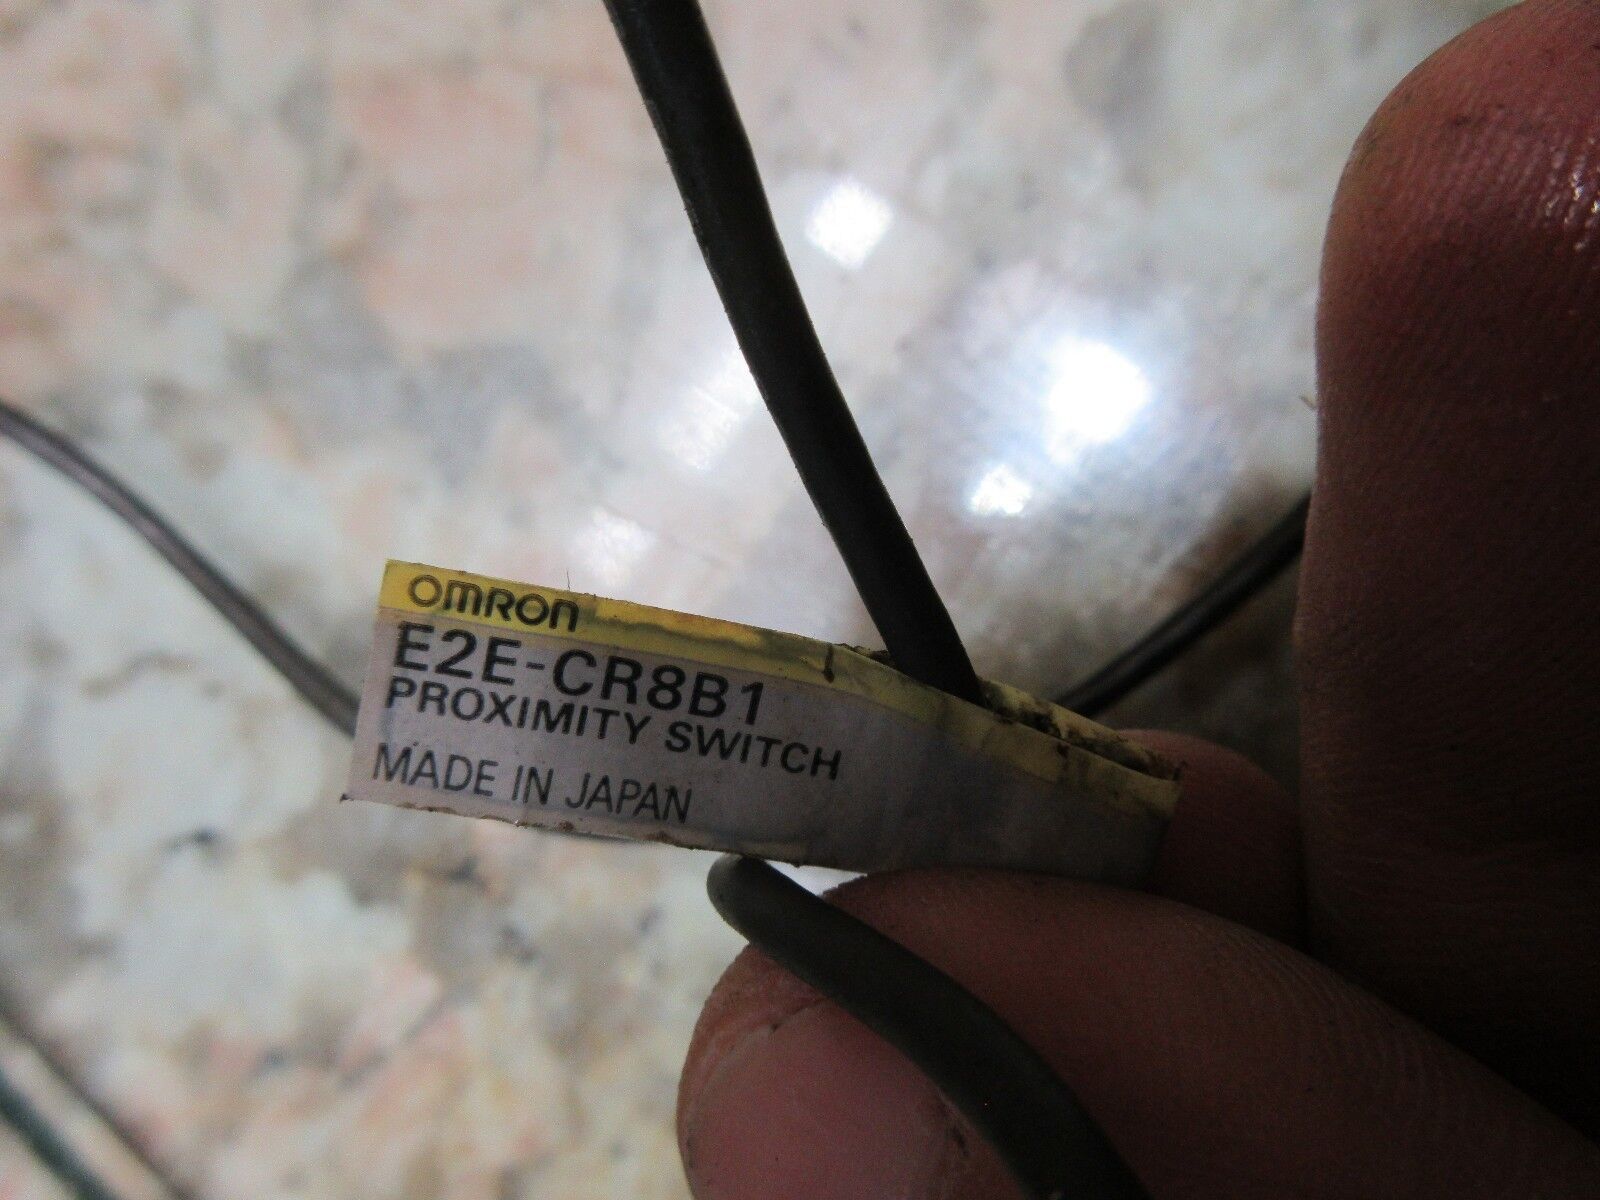 OMRON
E2E-CR8B1
PROXIMITY SWITCH
MADE IN JAPAN